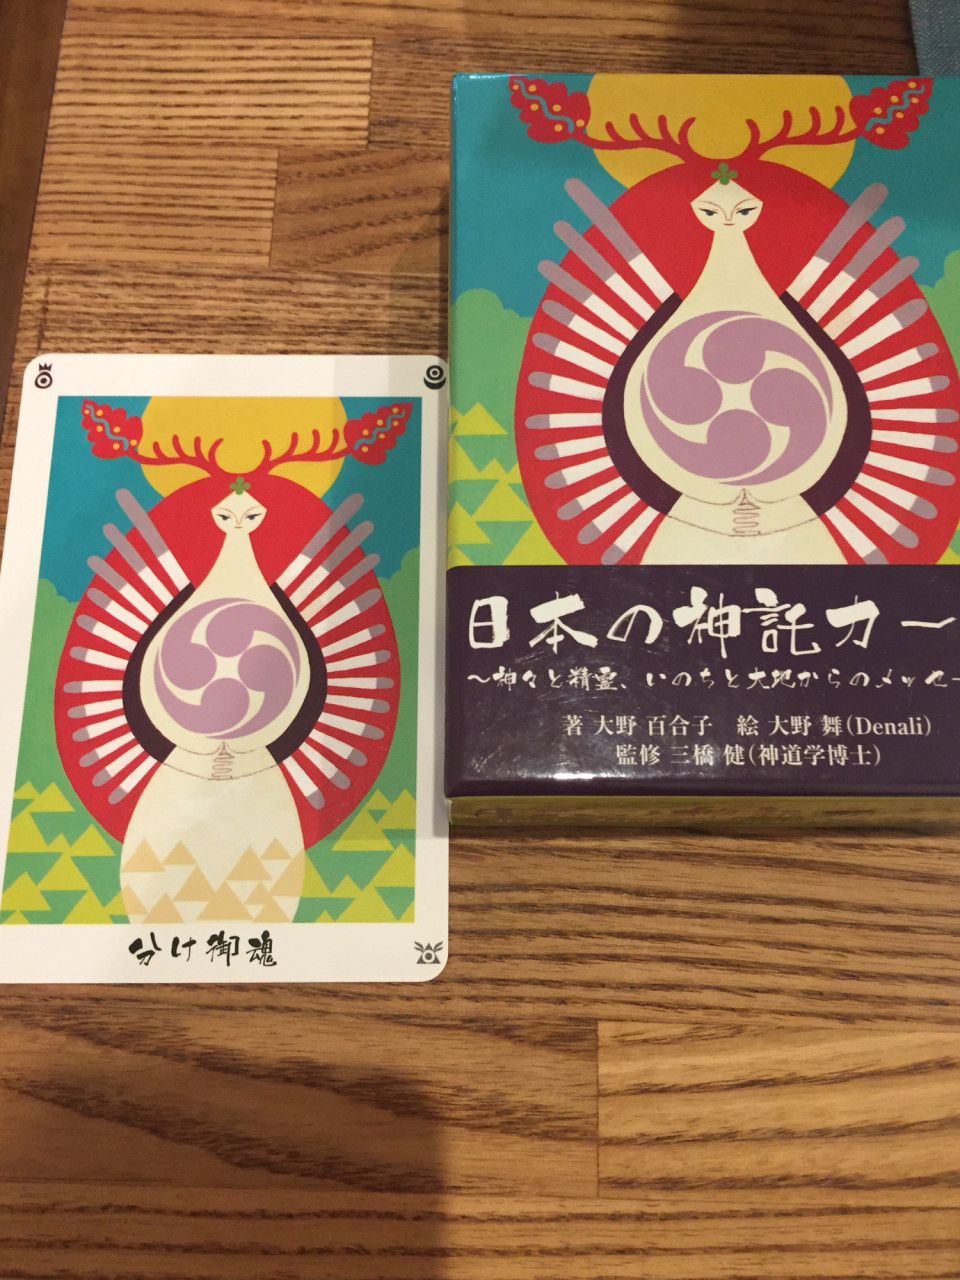 日本の神託カー
～神々と精霊、いのちと大地からのメッセー
著 大野 百合子 絵 大野 舞(Denali)
監修 三橋 健(神道学博士)
分け御魂